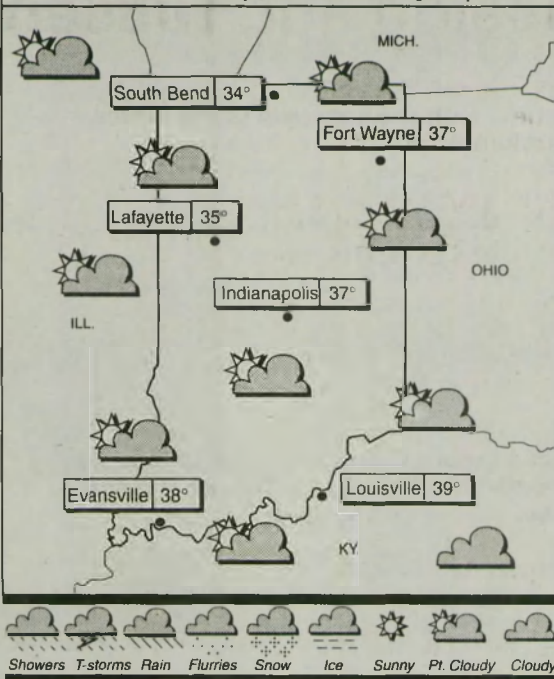 MICH.
South Bend 34°
Fort Wayne 37°
Lafayette 35°
OHIO
Indianapolis 37°
ILL.
Evansville 38°
Louisville 39°
KY
Showers T-storms Rain Flurries Snow Ice Sunny Pt. Cloudy Cloudy